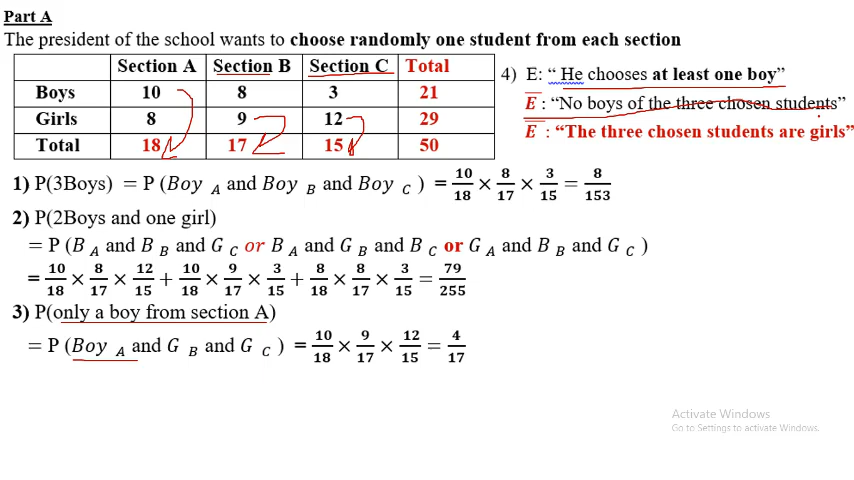 Part A
The president of the school wants to choose randomly one student from each section
Section A Section B Section C Total
Boys 10 8 3 21
Girls 8 9 12 29
Total 18 17 15 50
4) E: “ He chooses at least one boy”
E̅ : “No boys of the three chosen students”
E̅ : “The three chosen students are girls”
1) P(3Boys) = P (Boy A and Boy B and Boy C ) = 10/18 × 8/17 × 3/15 = 8/153
2) P(2Boys and one girl)
= P (B A and B B and G C or B A and G B and B C or G A and B B and G C )
= 10/18 × 8/17 × 12/15 + 10/18 × 9/17 × 3/15 + 8/18 × 8/17 × 3/15 = 79/255
3) P(only a boy from section A)
= P (Boy A and G B and G C ) = 10/18 × 9/17 × 12/15 = 4/17
Activate Windows
Go to Settings to activate Windows.